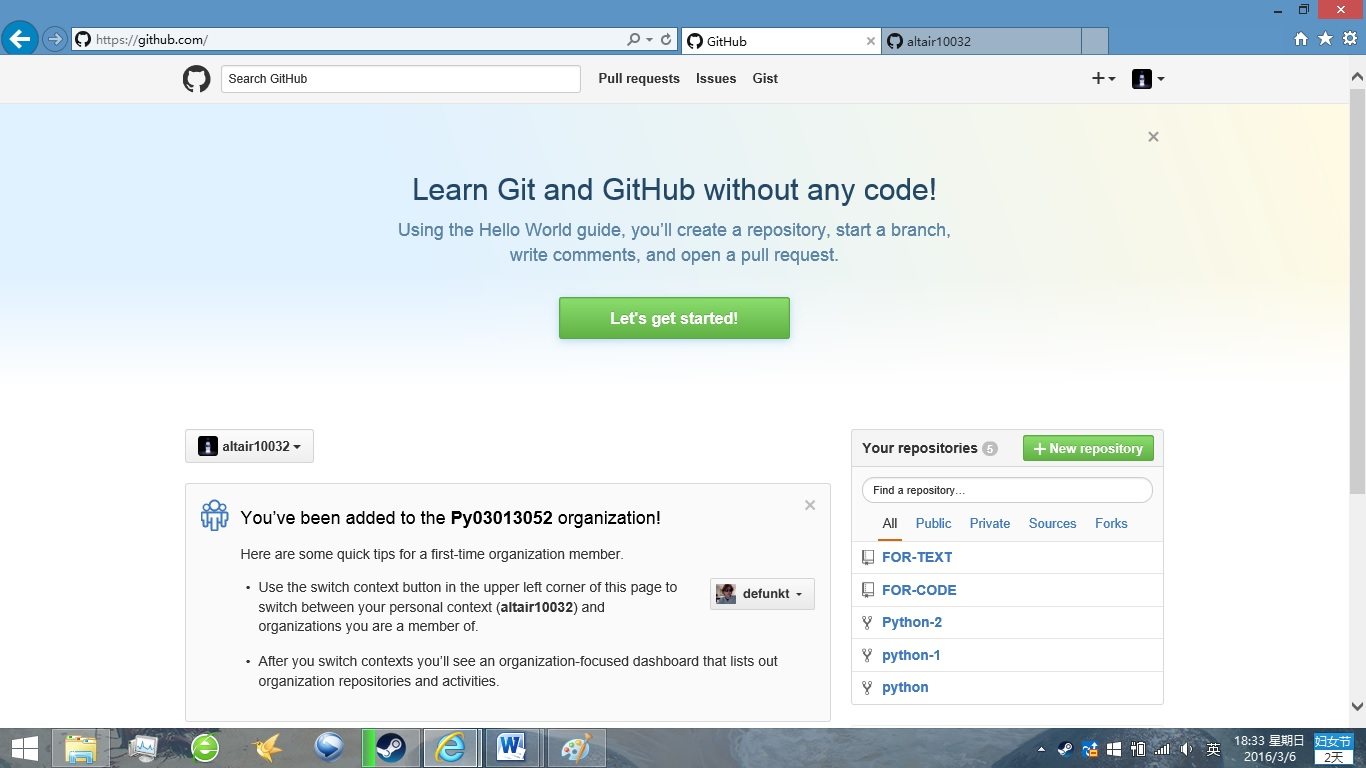 https://github.com/
GitHub
altair10032
Search GitHub
Pull requests
Issues
Gist
Learn Git and GitHub without any code!
Using the Hello World guide, you'll create a repository, start a branch,
write comments, and open a pull request.
Let's get started!
altair10032
You've been added to the Py03013052 organization!
Here are some quick tips for a first-time organization member.
• Use the switch context button in the upper left corner of this page to
switch between your personal context (altair10032) and
organizations you are a member of.
defunkt
• After you switch contexts you'll see an organization-focused dashboard that lists out
organization repositories and activities.
Your repositories 5
New repository
Find a repository…
All
Public
Private
Sources
Forks
FOR-TEXT
FOR-CODE
Python-2
python-1
python
英
18:33 星期日
2016/3/6
妇女节
2天